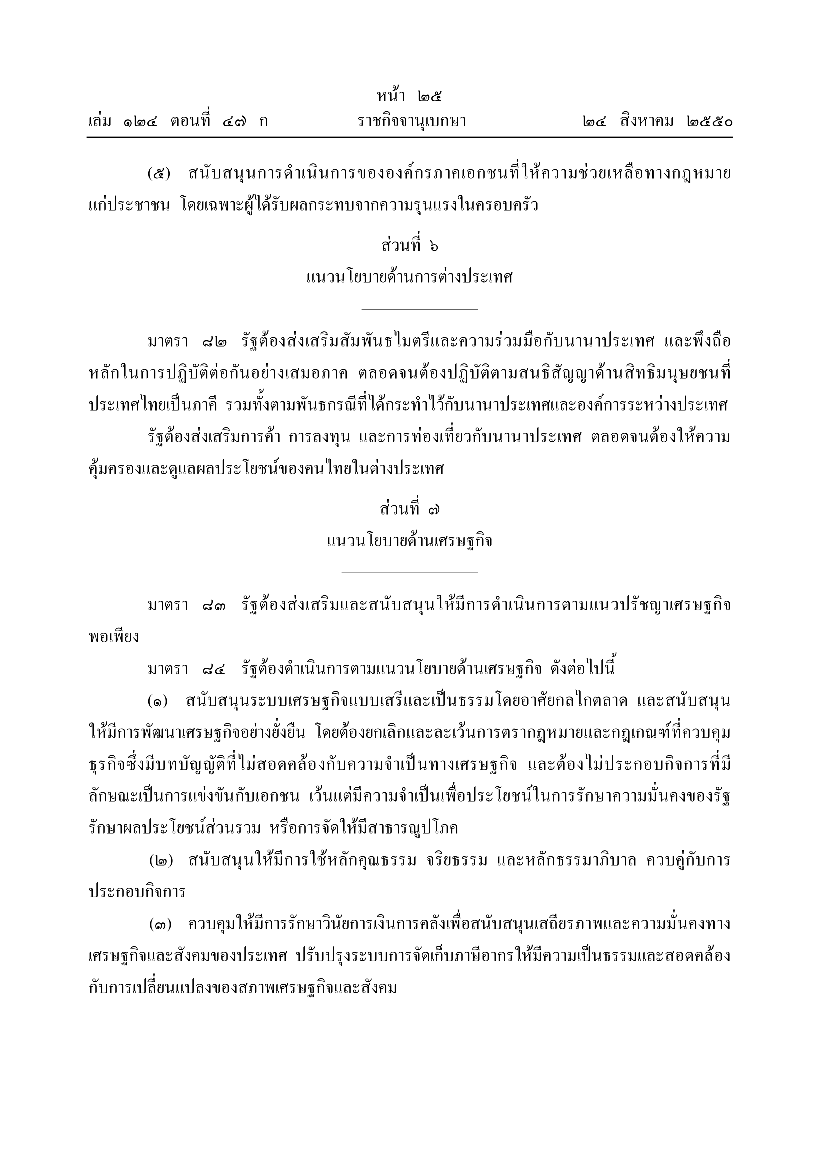 หน้า ๒๕
เล่ม ๑๒๔ ตอนที่ ๔๗ ก ราชกิจจานุเบกษา ๒๔ สิงหาคม ๒๕๕๐
(๕) สนับสนุนการดำเนินการขององค์กรภาคเอกชนที่ให้ความช่วยเหลือทางกฎหมาย
แก่ประชาชน โดยเฉพาะผู้ได้รับผลกระทบจากความรุนแรงในครอบครัว
ส่วนที่ ๖
แนวนโยบายด้านการต่างประเทศ
มาตรา ๘๒ รัฐต้องส่งเสริมสัมพันธไมตรีและความร่วมมือกับนานาประเทศ และพึงถือ
หลักในการปฏิบัติต่อกันอย่างเสมอภาค ตลอดจนต้องปฏิบัติตามสนธิสัญญาด้านสิทธิมนุษยชนที่
ประเทศไทยเป็นภาคี รวมทั้งตามพันธกรณีที่ได้กระทำไว้กับนานาประเทศและองค์การระหว่างประเทศ
รัฐต้องส่งเสริมการค้า การลงทุน และการท่องเที่ยวกับนานาประเทศ ตลอดจนต้องให้ความ
คุ้มครองและดูแลผลประโยชน์ของคนไทยในต่างประเทศ
ส่วนที่ ๗
แนวนโยบายด้านเศรษฐกิจ
มาตรา ๘๓ รัฐต้องส่งเสริมและสนับสนุนให้มีการดำเนินการตามแนวปรัชญาเศรษฐกิจ
พอเพียง
มาตรา ๘๔ รัฐต้องดำเนินการตามแนวนโยบายด้านเศรษฐกิจ ดังต่อไปนี้
(๑) สนับสนุนระบบเศรษฐกิจแบบเสรีและเป็นธรรมโดยอาศัยกลไกตลาด และสนับสนุน
ให้มีการพัฒนาเศรษฐกิจอย่างยั่งยืน โดยต้องยกเลิกและละเว้นการตรากฎหมายและกฎเกณฑ์ที่ควบคุม
ธุรกิจซึ่งมีบทบัญญัติที่ไม่สอดคล้องกับความจำเป็นทางเศรษฐกิจ และต้องไม่ประกอบกิจการที่มี
ลักษณะเป็นการแข่งขันกับเอกชน เว้นแต่มีความจำเป็นเพื่อประโยชน์ในการรักษาความมั่นคงของรัฐ
รักษาผลประโยชน์ส่วนรวม หรือการจัดให้มีสาธารณูปโภค
(๒) สนับสนุนให้มีการใช้หลักคุณธรรม จริยธรรม และหลักธรรมาภิบาล ควบคู่กับการ
ประกอบกิจการ
(๓) ควบคุมให้มีการรักษาวินัยการเงินการคลังเพื่อสนับสนุนเสถียรภาพและความมั่นคงทาง
เศรษฐกิจและสังคมของประเทศ ปรับปรุงระบบการจัดเก็บภาษีอากรให้มีความเป็นธรรมและสอดคล้อง
กับการเปลี่ยนแปลงของสภาพเศรษฐกิจและสังคม